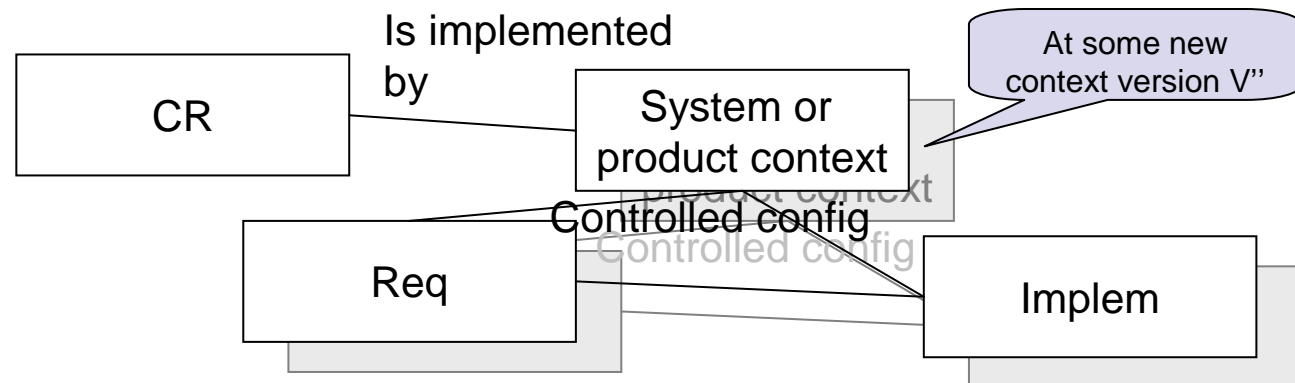 Is implemented
by
At some new
context version V’’
CR
System or
product context
product context
Controlled config
Controlled config
Req
Implem